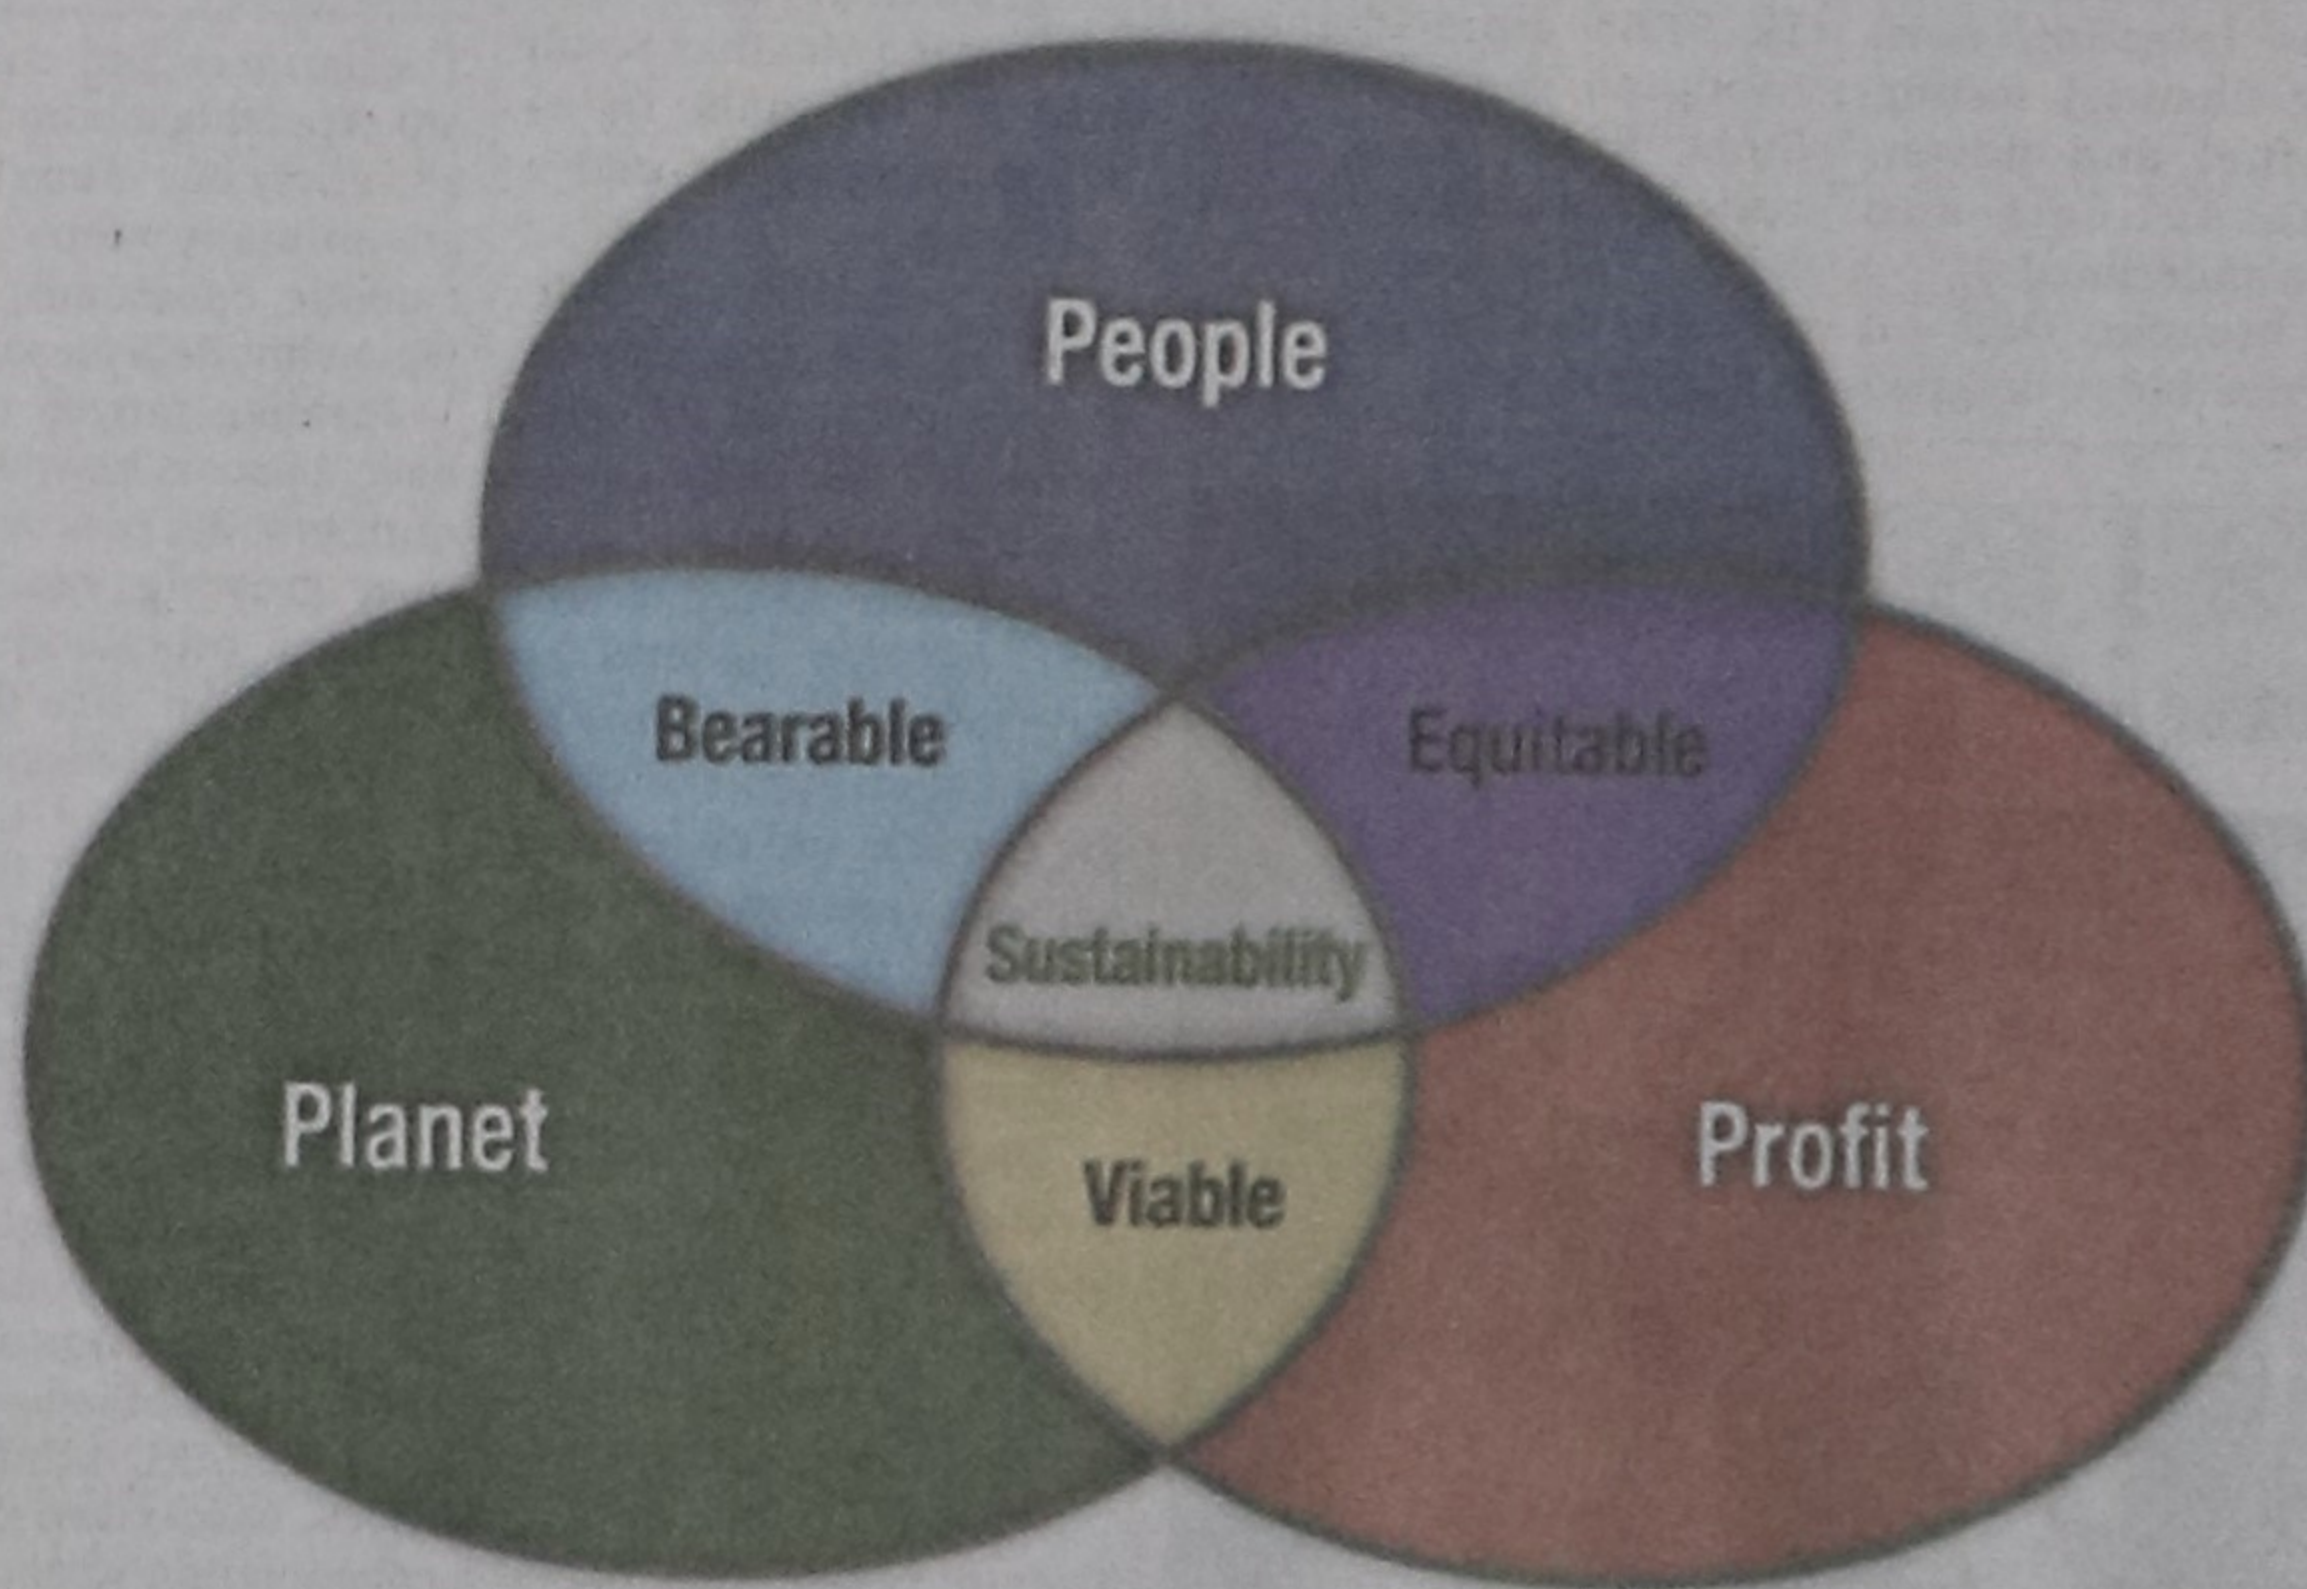 People
Bearable
Equitable
Sustainability
Planet
Profit
Viable